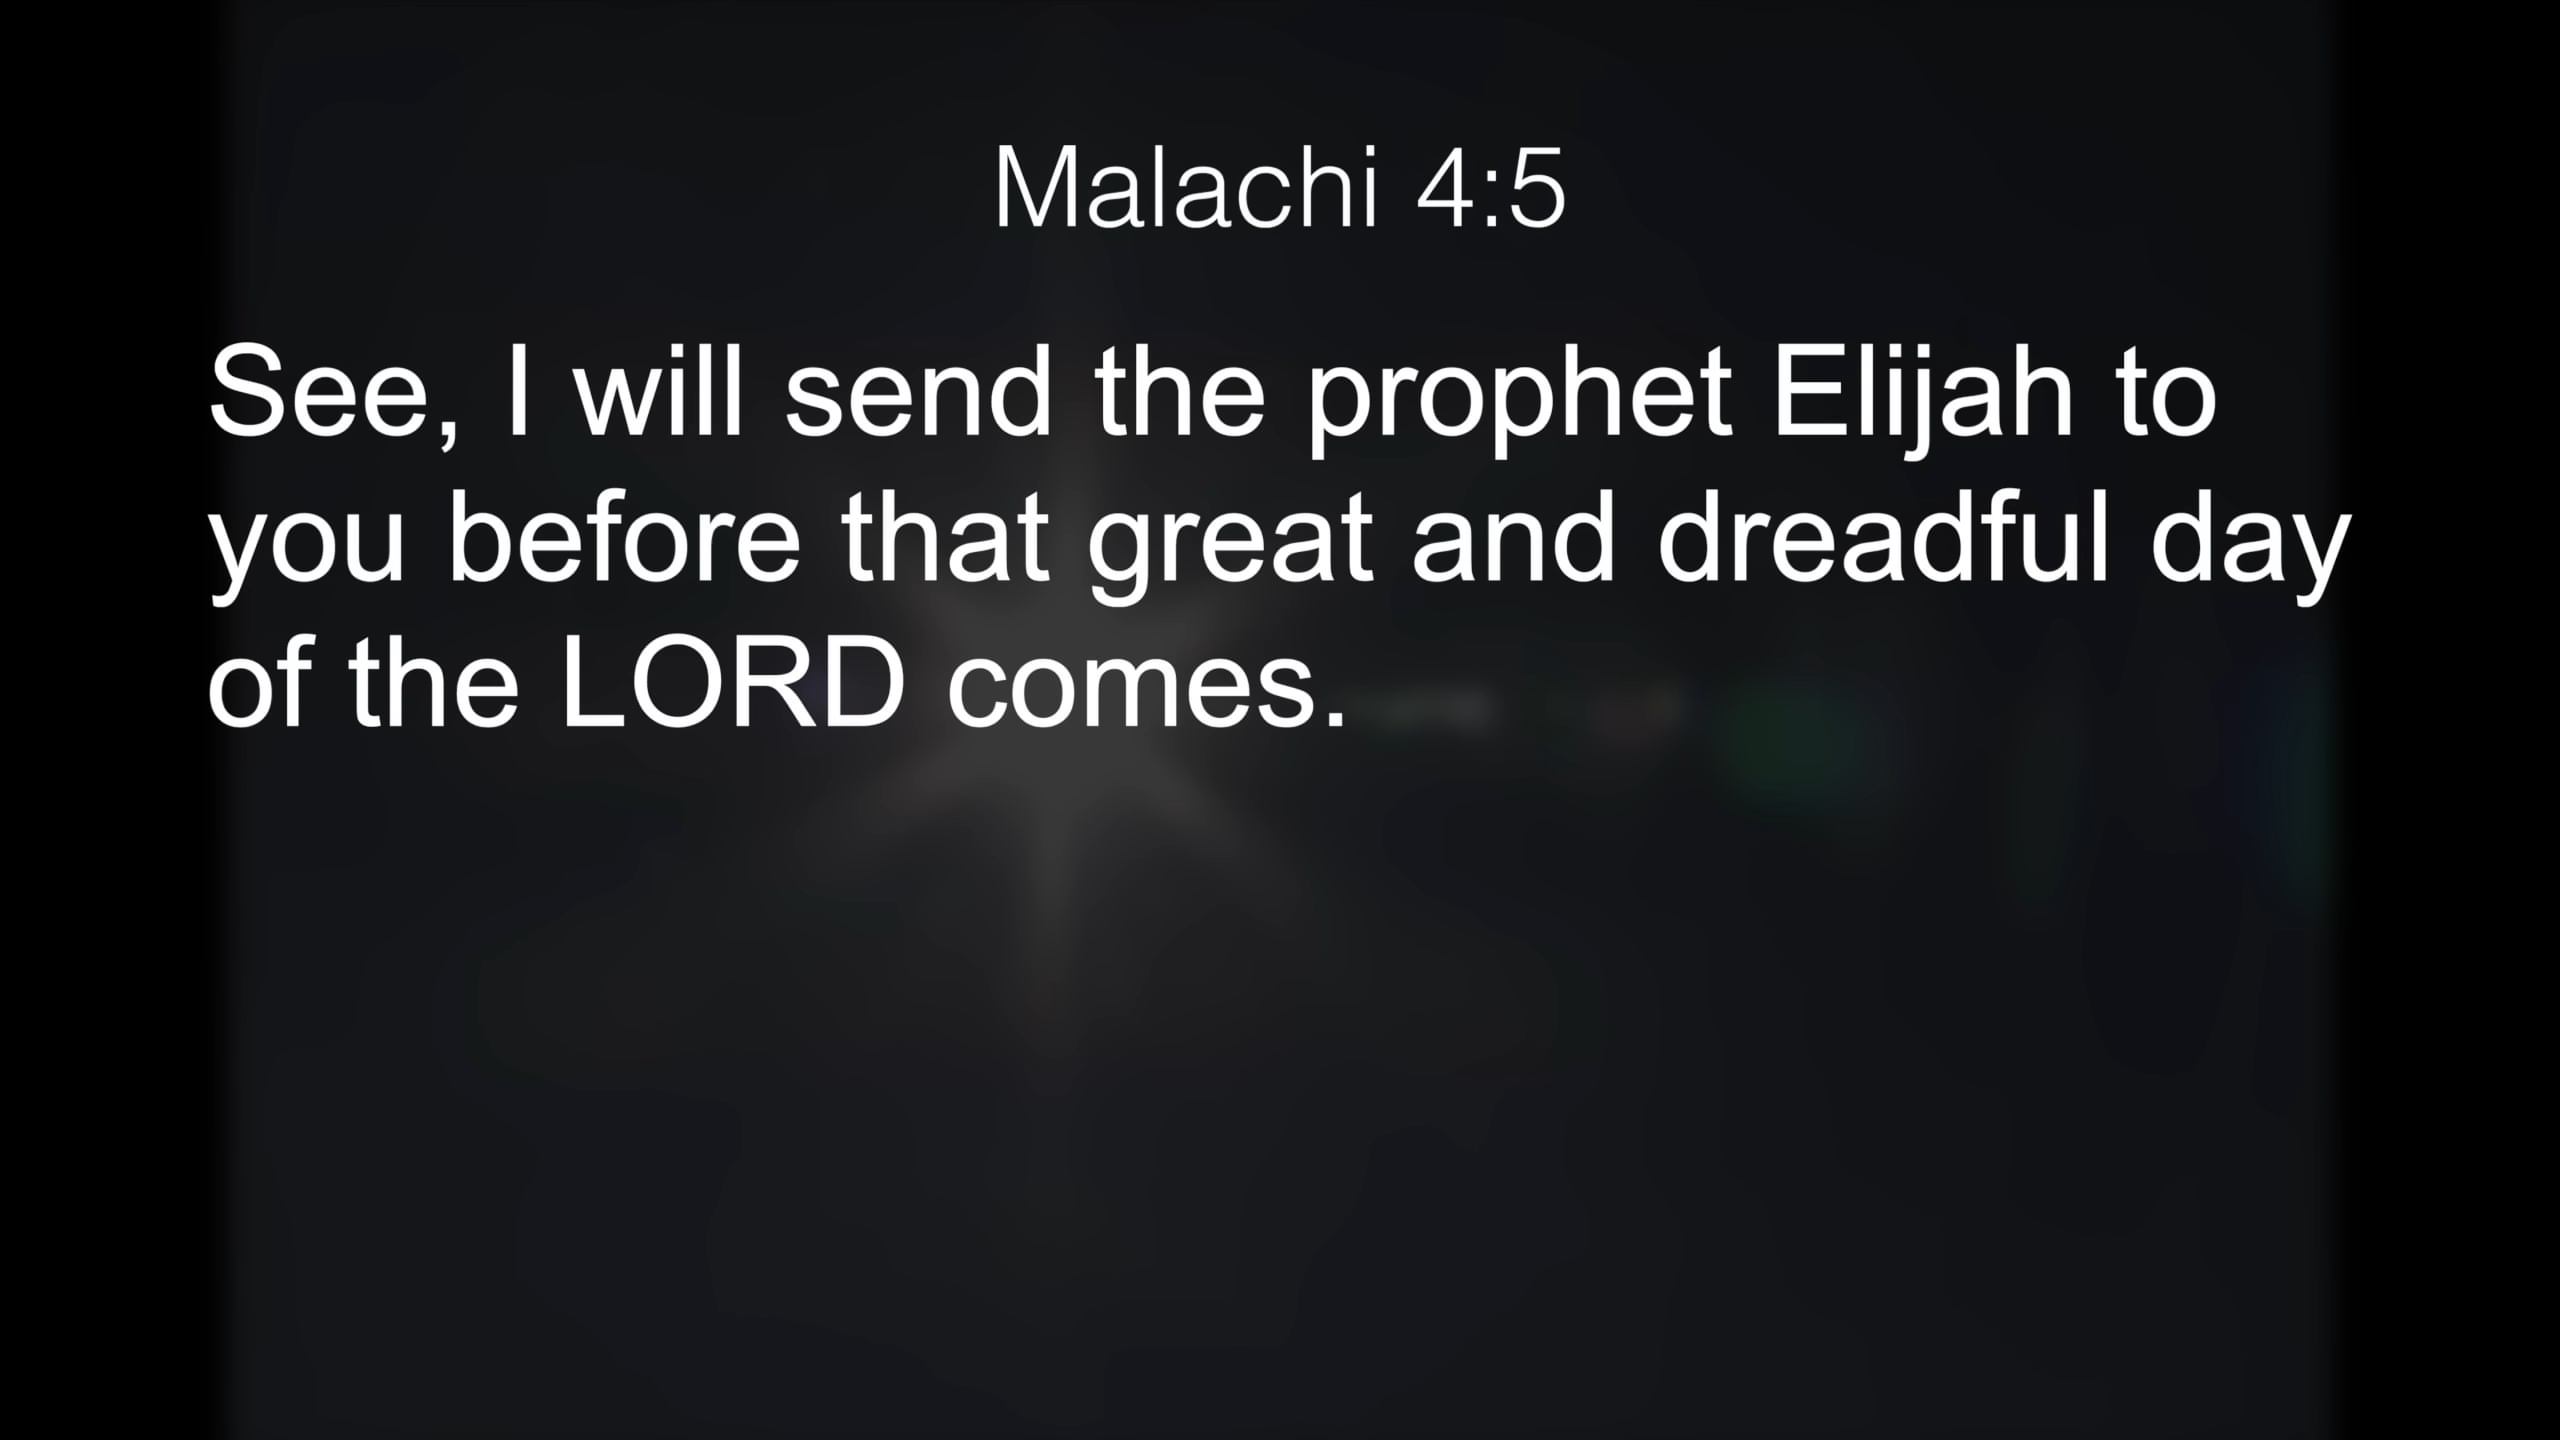 Malachi 4:5
See, I will send the prophet Elijah to
you before that great and dreadful day
of the LORD comes.